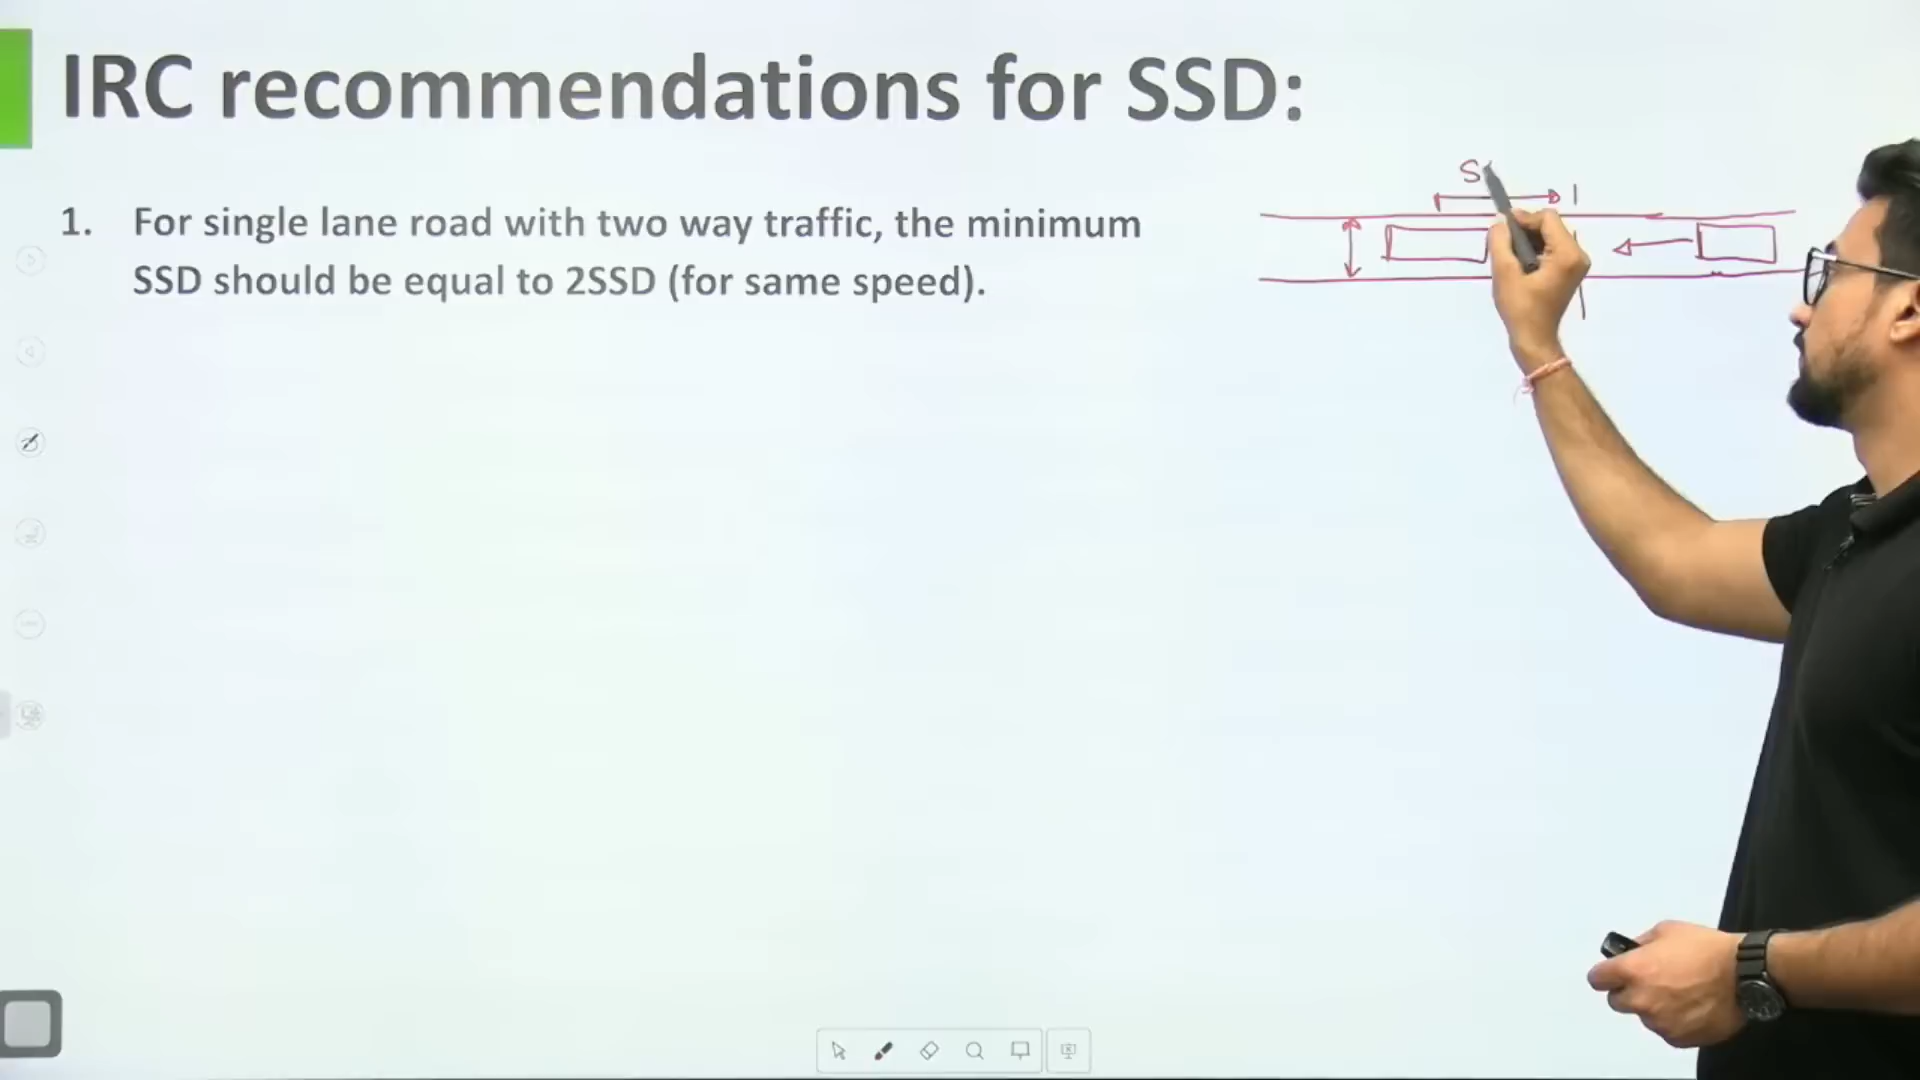 IRC recommendations for SSD:
1. For single lane road with two way traffic, the minimum
SSD should be equal to 2SSD (for same speed).
S